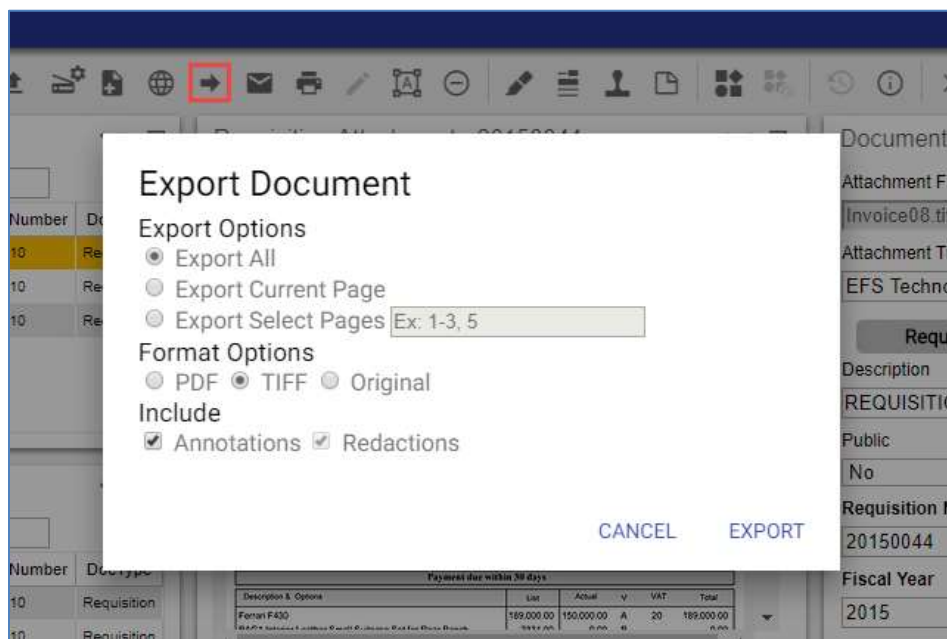 Requisition Attachments 20150044
Document
Attachment F
Number
Invoice08.ti
10
Re
Attachment T
10
Re
EFS Techno
10
Re
Export Document
Export Options
Export All
Export Current Page
Export Select Pages Ex: 1-3, 5
Format Options
PDF TIFF Original
Include
Annotations Redactions
CANCEL EXPORT
Requ
Description
REQUISITIO
Public
No
Requisition
20150044
Fiscal Year
2015
Number DocType
10 Requisition
10 Requisition
Payment due within 30 days
Description & Options List Actual V VAT Total
Ferrari F430 189,000.00 150,000.00 A 20 189,000.00